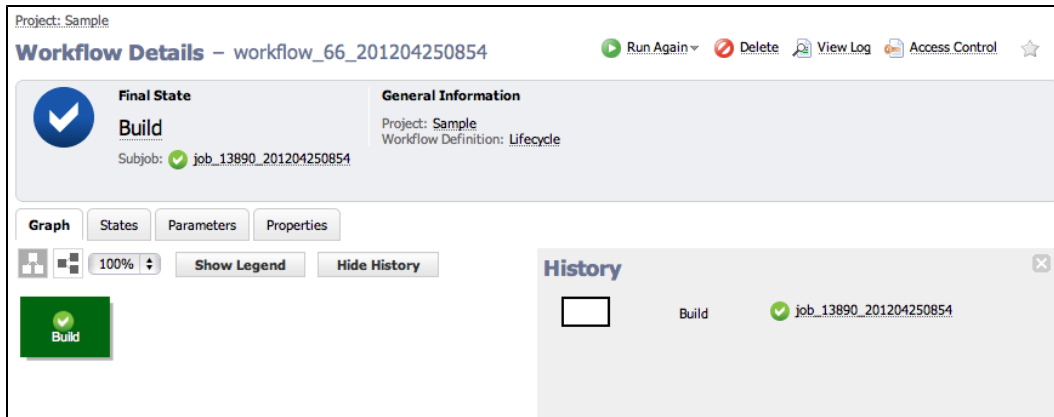 Project: Sample
Workflow Details – workflow_66_201204250854
Run Again Delete View Log Access Control
Final State
Build
Subjob: job_13890_201204250854
General Information
Project: Sample
Workflow Definition: Lifecycle
Graph States Parameters Properties
100% Show Legend Hide History
Build
History
Build job_13890_201204250854